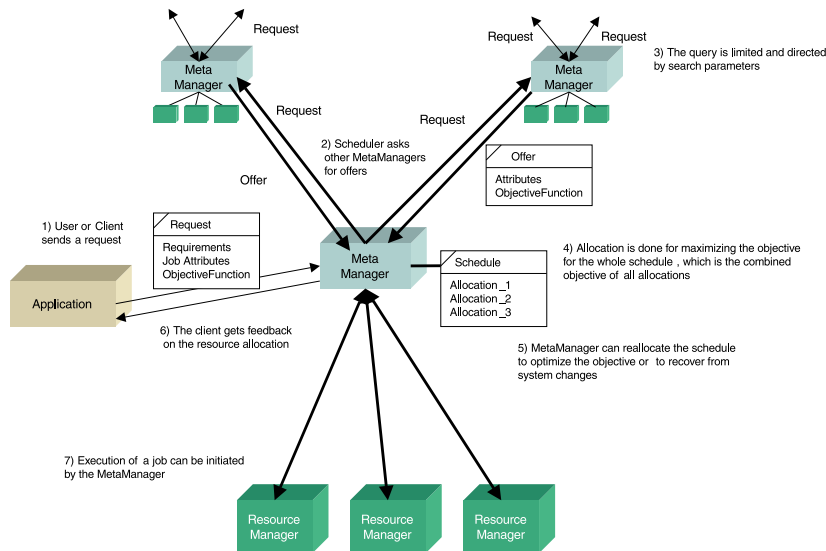 Request
Request
Request
Meta
Manager
Meta
Manager
3) The query is limited and directed
by search parameters
Request
Request
2) Scheduler asks
other MetaManagers
for offers
Offer
Offer
Attributes
ObjectiveFunction
1) User or Client
sends a request
Request
Requirements
Job Attributes
ObjectiveFunction
Meta
Manager
Schedule
Allocation_1
Allocation_2
Allocation_3
4) Allocation is done for maximizing the objective
for the whole schedule , which is the combined
objective of all allocations
Application
6) The client gets feedback
on the resource allocation
5) MetaManager can reallocate the schedule
to optimize the objective or to recover from
system changes
7) Execution of a job can be initiated
by the MetaManager
Resource
Manager
Resource
Manager
Resource
Manager